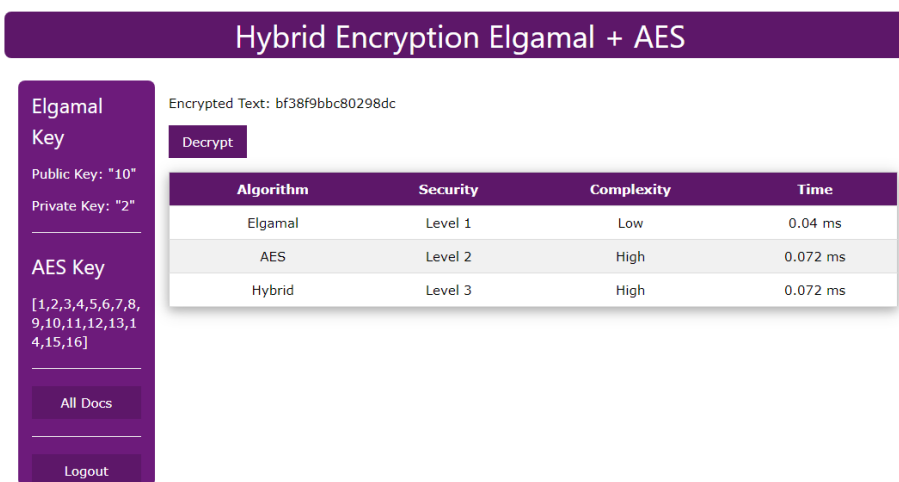 Hybrid Encryption Elgamal + AES
Elgamal
Key
Public Key: "10"
Private Key: "2"
AES Key
[1,2,3,4,5,6,7,8,
9,10,11,12,13,1
4,15,16]
All Docs
Logout
Encrypted Text: bf38f9bbc80298dc
Decrypt
Algorithm Security Complexity Time
Elgamal Level 1 Low 0.04 ms
AES Level 2 High 0.072 ms
Hybrid Level 3 High 0.072 ms